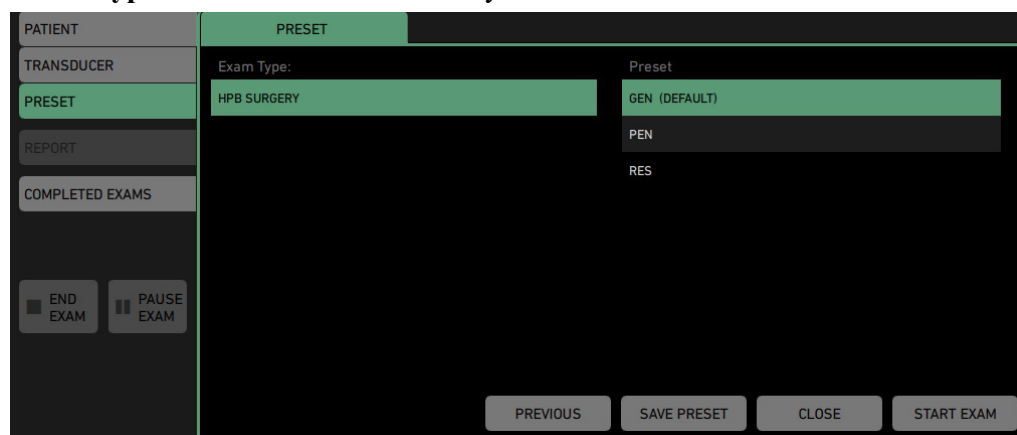 PATIENT
PRESET
TRANSDUCER
Exam Type:
Preset
PRESET
HPB SURGERY
GEN (DEFAULT)
PEN
REPORT
RES
COMPLETED EXAMS
END
EXAM
PAUSE
EXAM
PREVIOUS
SAVE PRESET
CLOSE
START EXAM